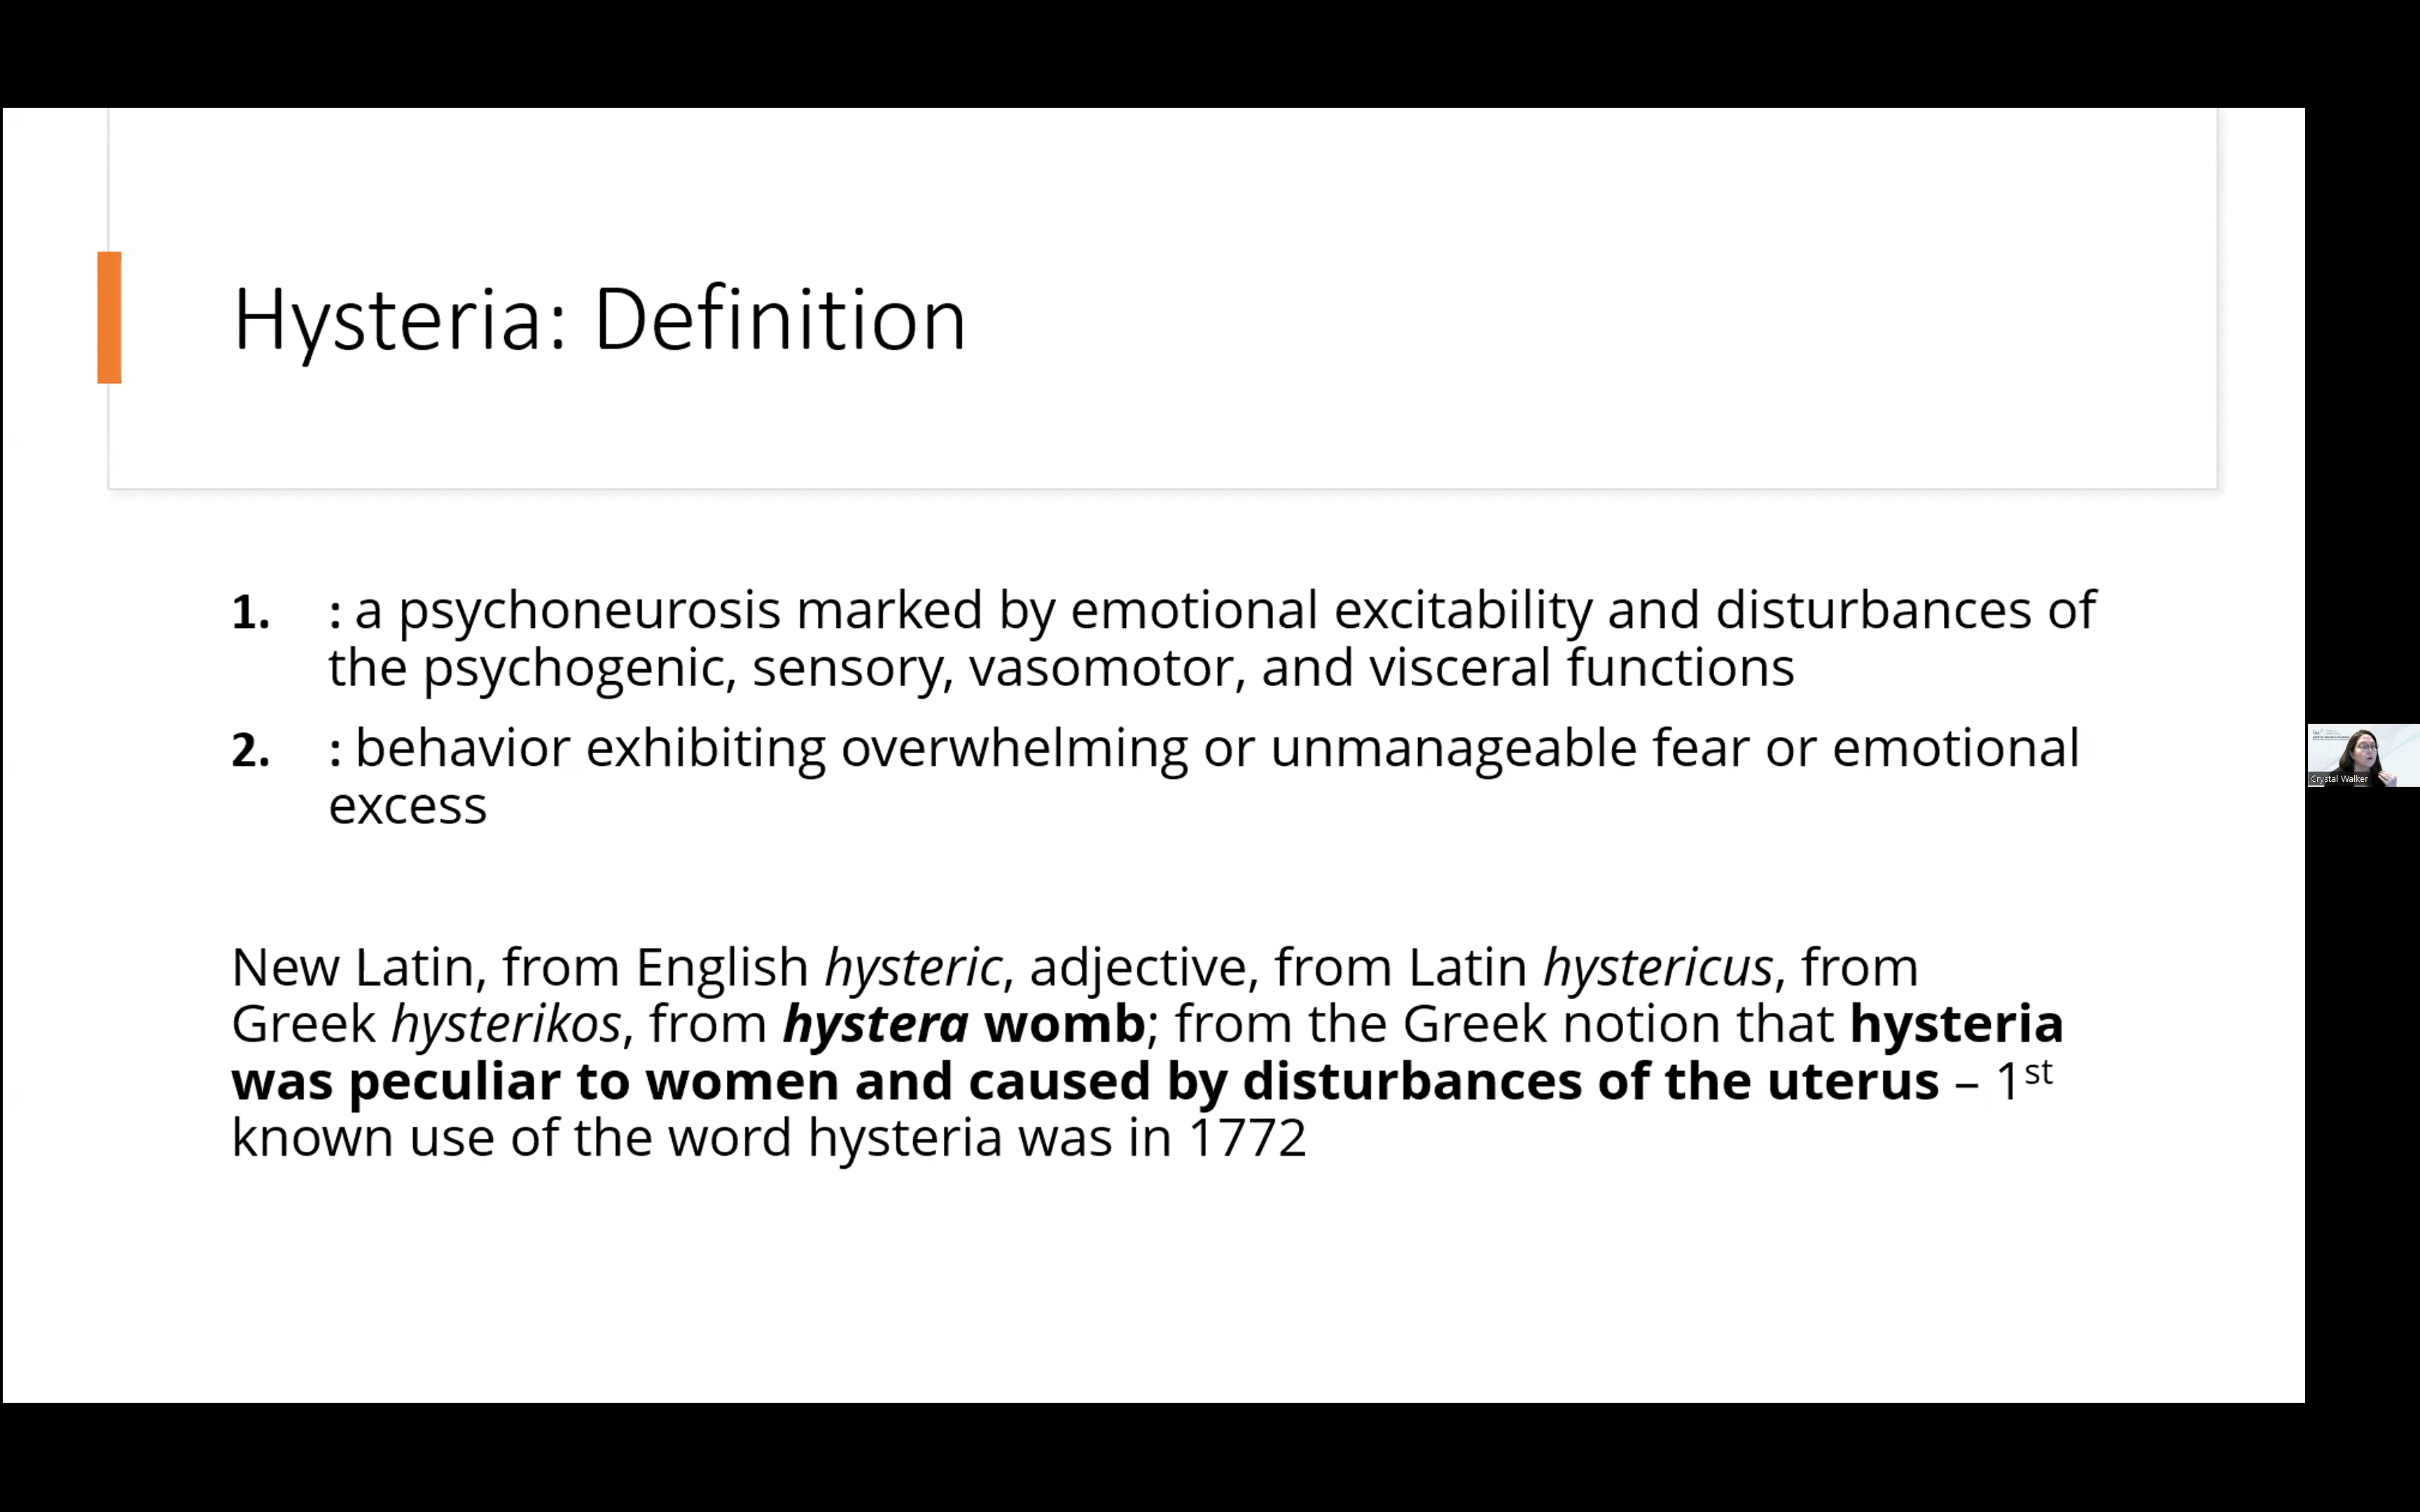 Hysteria: Definition
1. : a psychoneurosis marked by emotional excitability and disturbances of
the psychogenic, sensory, vasomotor, and visceral functions
2. : behavior exhibiting overwhelming or unmanageable fear or emotional
excess
New Latin, from English hysteric, adjective, from Latin hystericus, from
Greek hysterikos, from hystera womb; from the Greek notion that hysteria
was peculiar to women and caused by disturbances of the uterus – 1st
known use of the word hysteria was in 1772
Crystal Walker